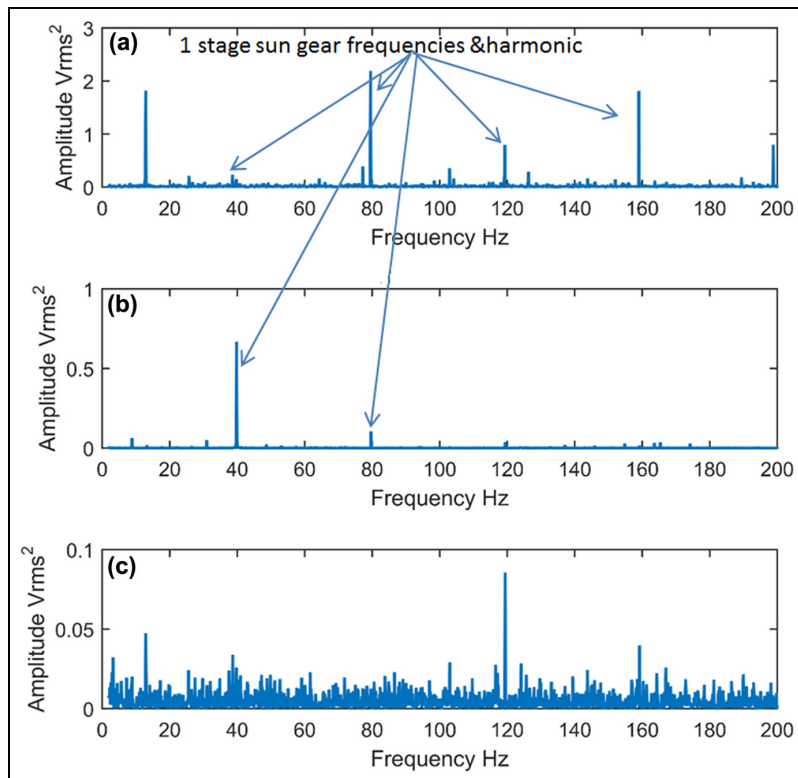 (a)
1 stage sun gear frequencies &harmonic
Amplitude Vrms²
3
2
1
0
0 20 40 60 80 100 120 140 160 180 200
Frequency Hz
(b)
Amplitude Vrms²
1
0.5
0
0 20 40 60 80 100 120 140 160 180 200
Frequency Hz
(c)
Amplitude Vrms²
0.1
0.05
0
0 20 40 60 80 100 120 140 160 180 200
Frequency Hz